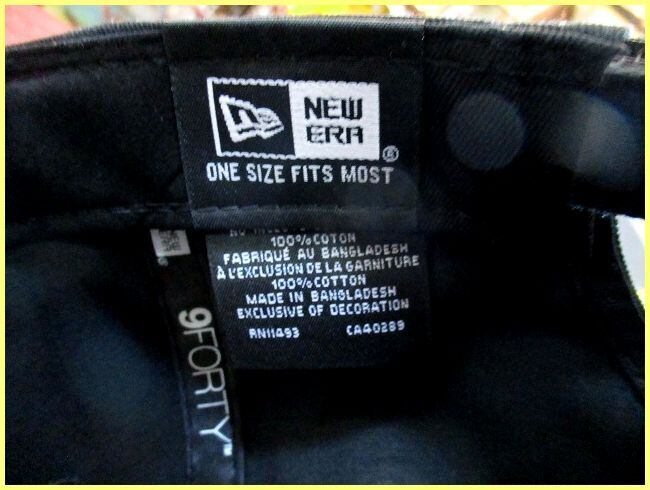 NEW
ERA
®
ONE SIZE FITS MOST
100% COTON
FABRIQUÉ AU BANGLADESH
À L'EXCLUSION DE LA GARNITURE
100% COTTON
MADE IN BANGLADESH
EXCLUSIVE OF DECORATION
RN11493 CA40289
9FORTY™